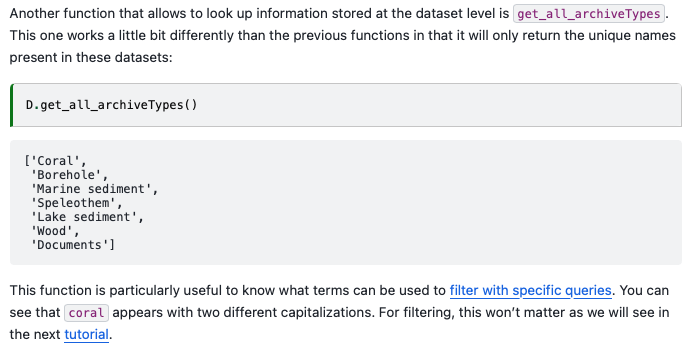 Another function that allows to look up information stored at the dataset level is get_all_archiveTypes.
This one works a little bit differently than the previous functions in that it will only return the unique names
present in these datasets:
D.get_all_archiveTypes()
['Coral',
'Borehole',
'Marine sediment',
'Speleothem',
'Lake sediment',
'Wood',
'Documents']
This function is particularly useful to know what terms can be used to filter with specific queries. You can
see that coral appears with two different capitalizations. For filtering, this won't matter as we will see in
the next tutorial.